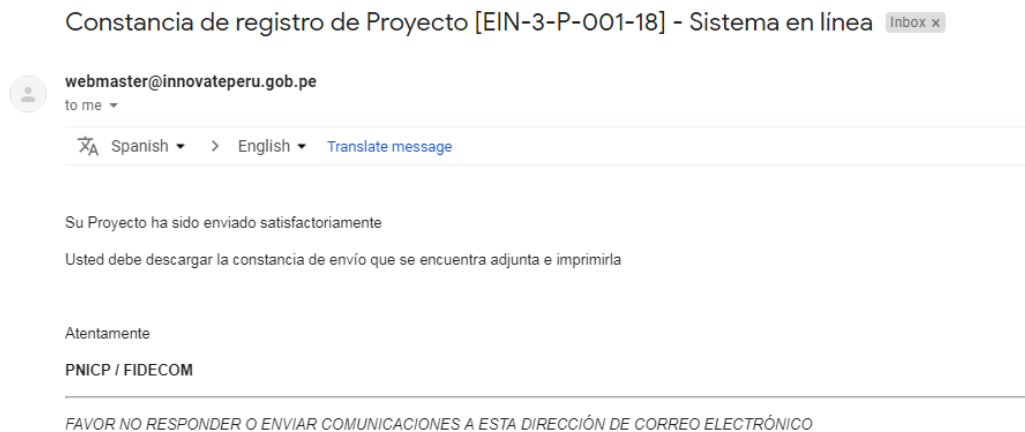 Constancia de registro de Proyecto [EIN-3-P-001-18] - Sistema en línea Inbox x
webmaster@innovateperu.gob.pe
to me
Spanish > English Translate message
Su Proyecto ha sido enviado satisfactoriamente
Usted debe descargar la constancia de envío que se encuentra adjunta e imprimirla
Atentamente
PNICP / FIDECOM
FAVOR NO RESPONDER O ENVIAR COMUNICACIONES A ESTA DIRECCIÓN DE CORREO ELECTRÓNICO